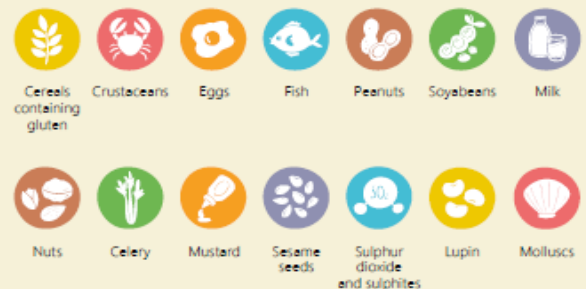 Cereals
containing
gluten
Crustaceans
Eggs
Fish
Peanuts
Soyabeans
Milk
Nuts
Celery
Mustard
Sesame
seeds
SO₂
Sulphur
dioxide
and sulphites
Lupin
Molluscs